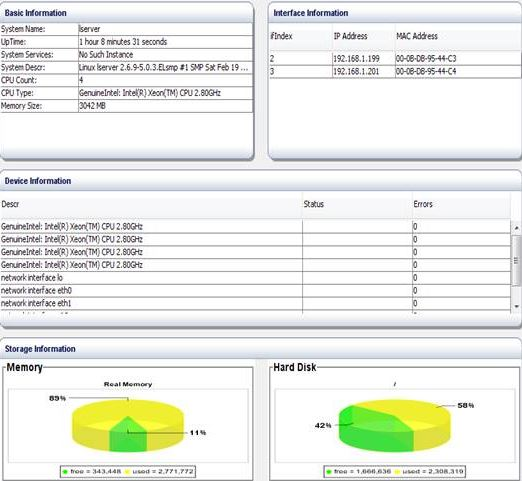 Basic Information
System Name: lserver
UpTime: 1 hour 8 minutes 31 seconds
System Services: No Such Instance
System Descr: Linux lserver 2.6.9-5.0.3.ELsmp #1 SMP Sat Feb 19 ...
CPU Count: 4
CPU Type: GenuineIntel: Intel(R) Xeon(TM) CPU 2.80GHz
Memory Size: 3042 MB
Interface Information
ifIndex IP Address MAC Address
2 192.168.1.199 00-0B-DB-95-44-C3
3 192.168.1.201 00-0B-DB-95-44-C4
Device Information
Descr Status Errors
GenuineIntel: Intel(R) Xeon(TM) CPU 2.80GHz 0
GenuineIntel: Intel(R) Xeon(TM) CPU 2.80GHz 0
GenuineIntel: Intel(R) Xeon(TM) CPU 2.80GHz 0
GenuineIntel: Intel(R) Xeon(TM) CPU 2.80GHz 0
network interface lo 0
network interface eth0 0
network interface eth1 0
Storage Information
Memory
Real Memory
89%
11%
free = 343,448 used = 2,771,772
Hard Disk
/
58%
42%
free = 1,666,636 used = 2,308,319